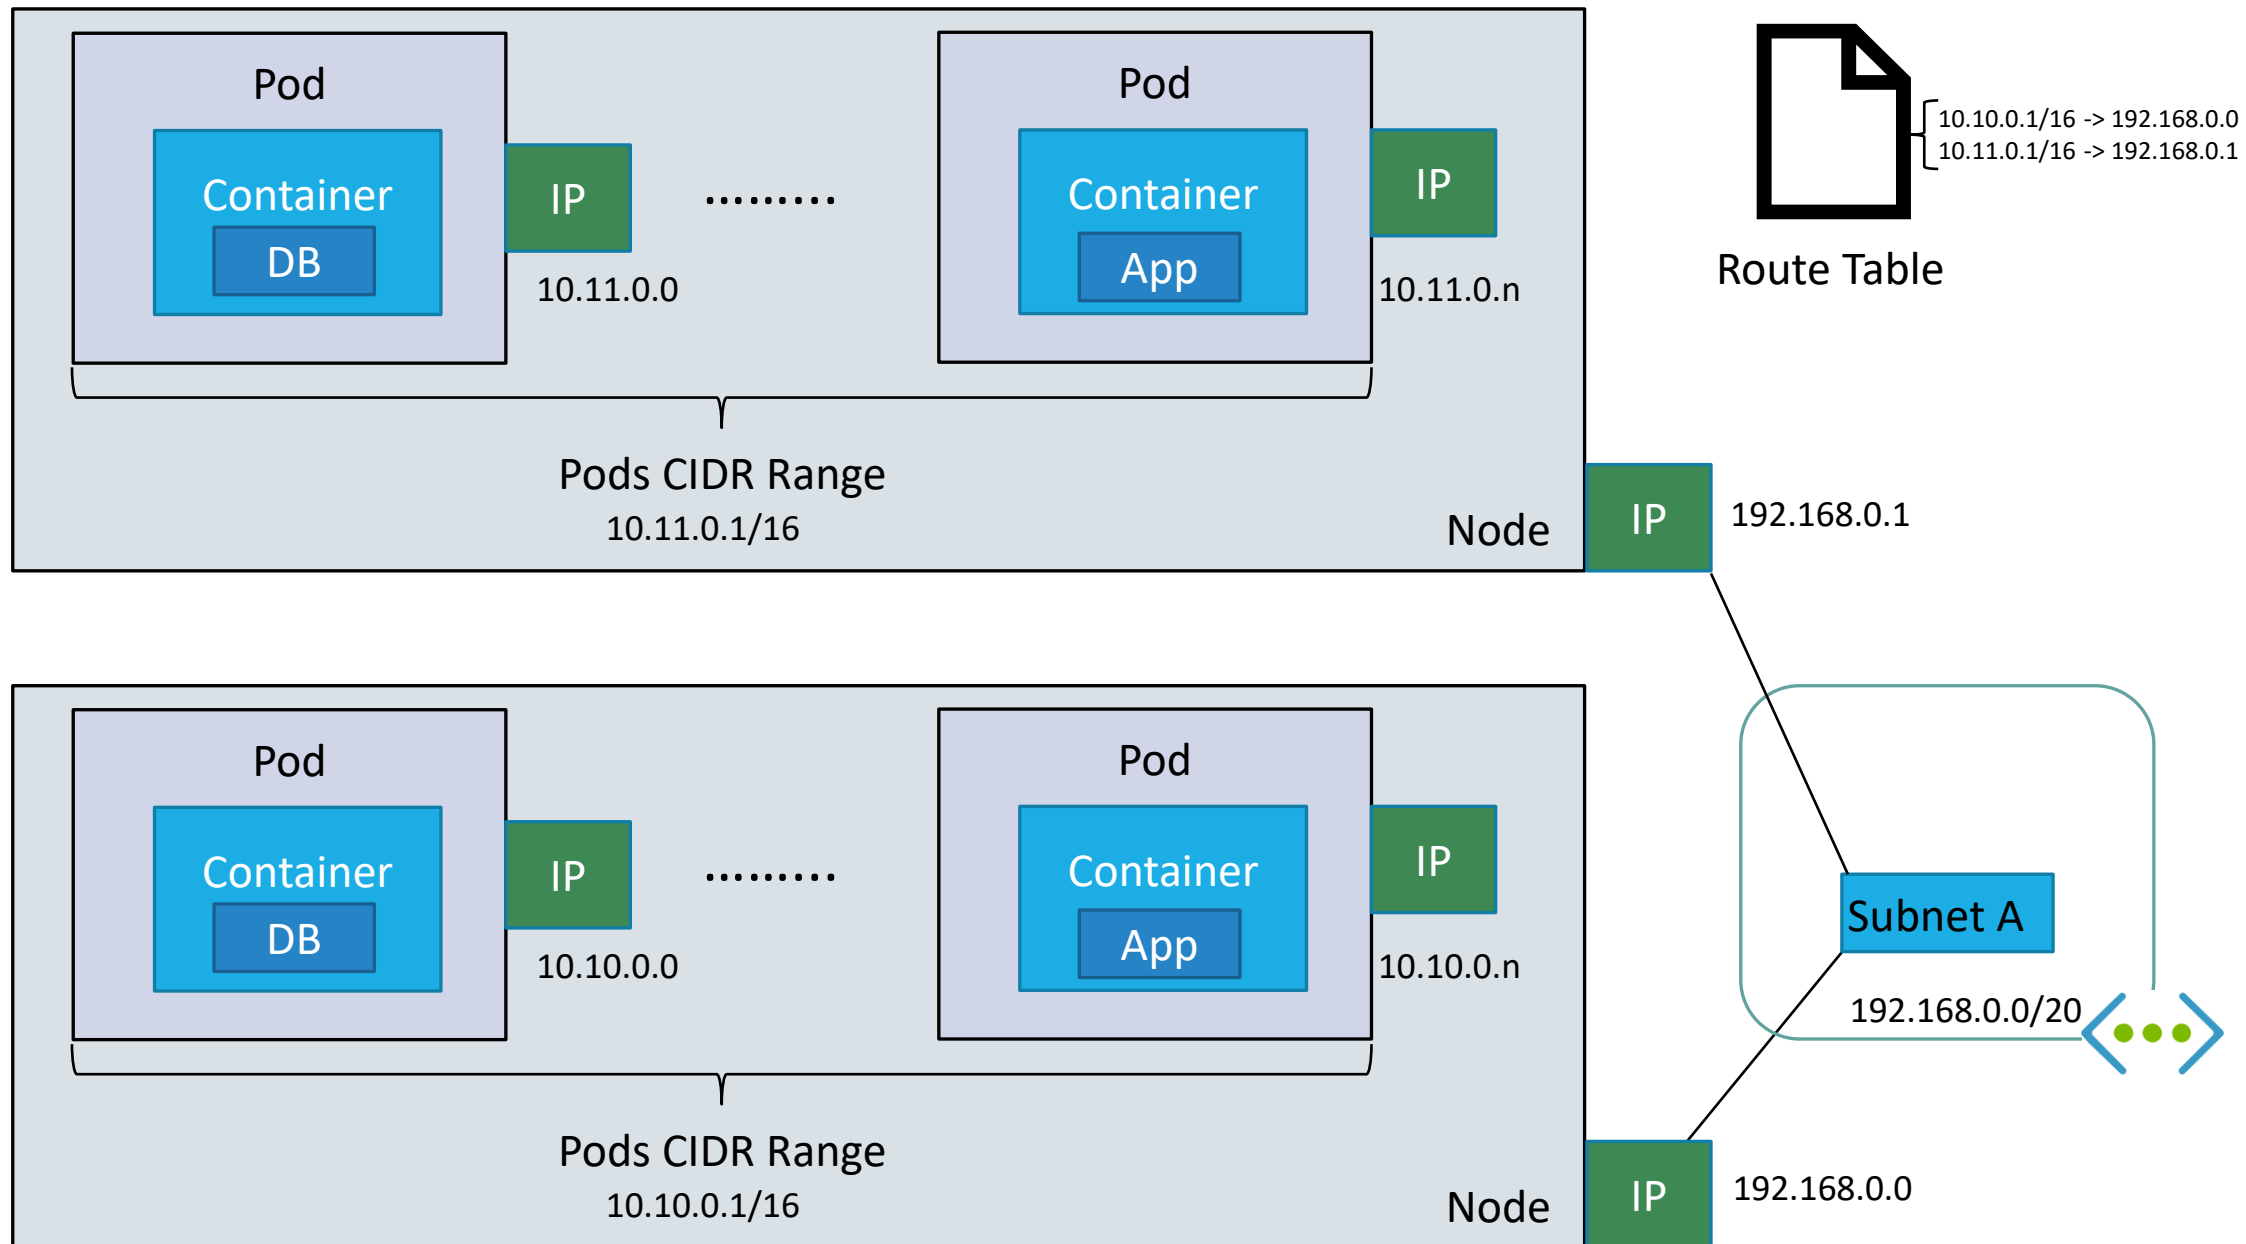 Pod
Container
DB
IP
10.11.0.0
.........
Pod
Container
App
IP
10.11.0.n
Pods CIDR Range
10.11.0.1/16
Node
IP
192.168.0.1
10.10.0.1/16 -> 192.168.0.0
10.11.0.1/16 -> 192.168.0.1
Route Table
Pod
Container
DB
IP
10.10.0.0
.........
Pod
Container
App
IP
10.10.0.n
Pods CIDR Range
10.10.0.1/16
Node
IP
192.168.0.0
Subnet A
192.168.0.0/20